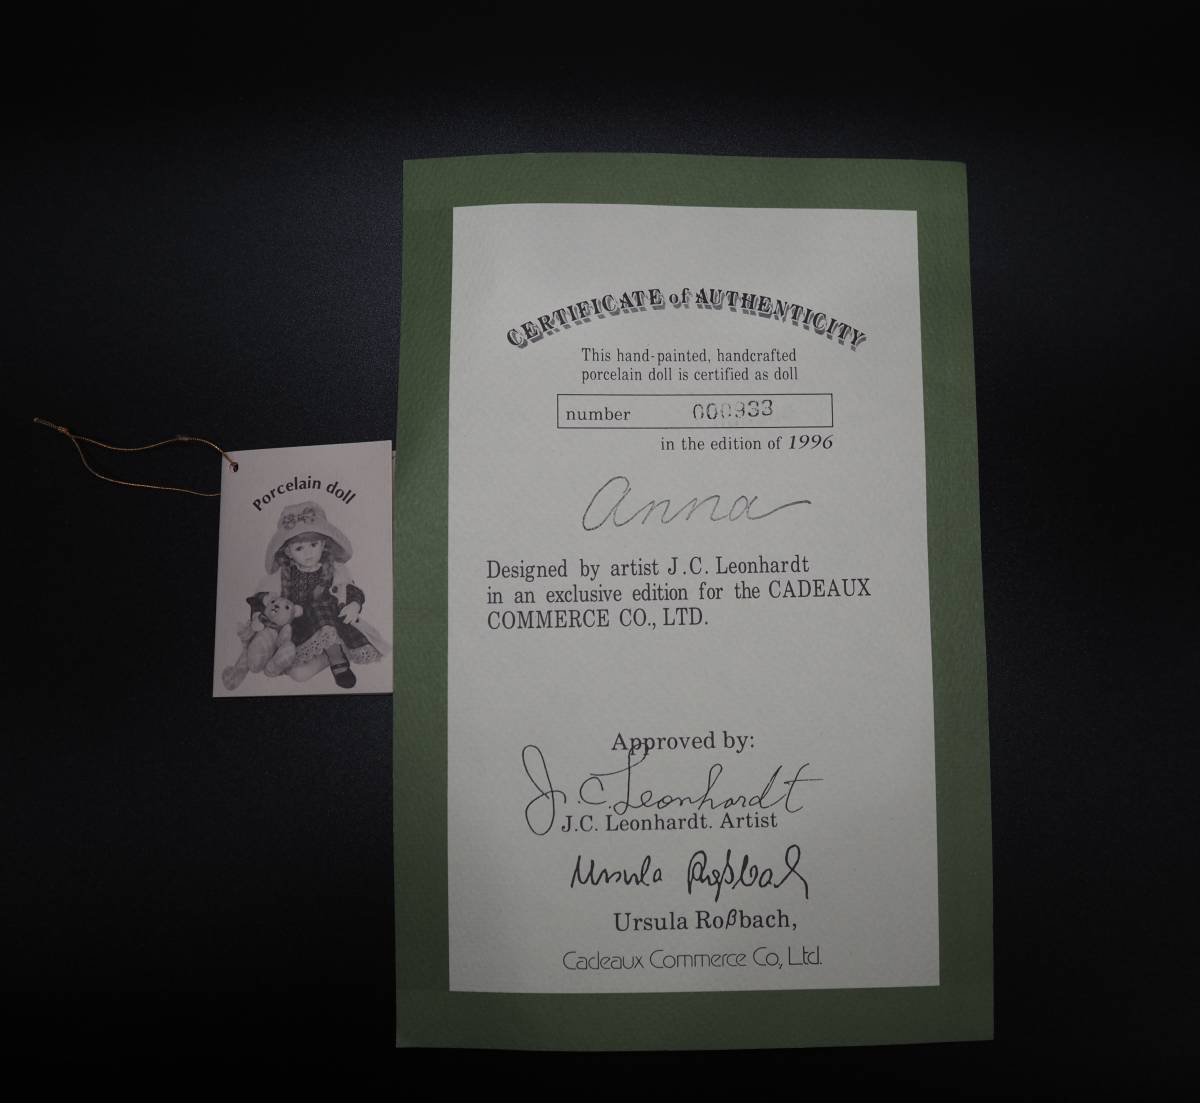 Porcelain doll
CERTIFICATE of AUTHENTICITY
This hand-painted, handcrafted
porcelain doll is certified as doll
number 000933
in the edition of 1996
anna
Designed by artist J.C. Leonhardt
in an exclusive edition for the CADEAUX
COMMERCE CO., LTD.
Approved by:
J.C. Leonhardt
J.C. Leonhardt. Artist
Ursula Roßbach
Ursula Roβbach,
Cadeaux Commerce Co, Ltd.